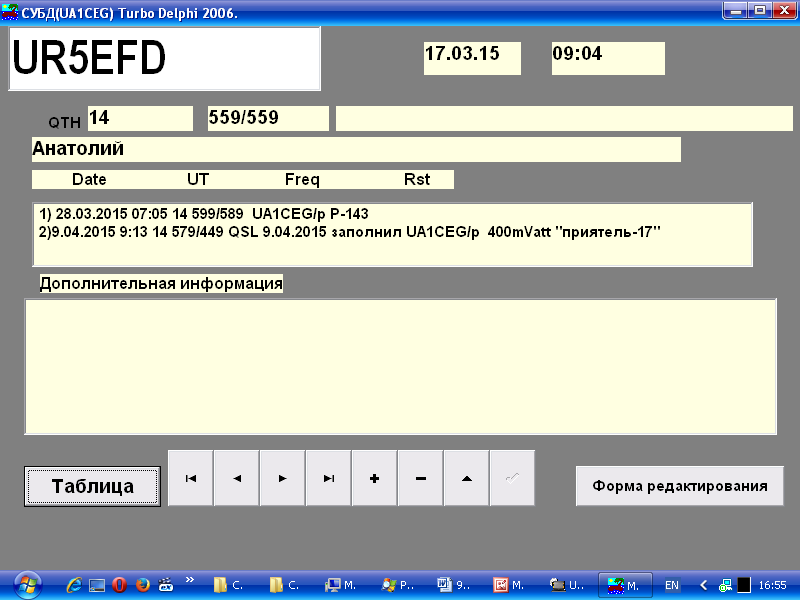 СУБД(UA1CEG) Turbo Delphi 2006.
UR5EFD
17.03.15 09:04
QTH 14 559/559
Анатолий
Date UT Freq Rst
1) 28.03.2015 07:05 14 599/589 UA1CEG/p P-143
2)9.04.2015 9:13 14 579/449 QSL 9.04.2015 заполнил UA1CEG/p 400mVatt "приятель-17"
Дополнительная информация
Таблица Форма редактирования
С. С. М. Р.. 9.. М. U.. М. EN 16:55